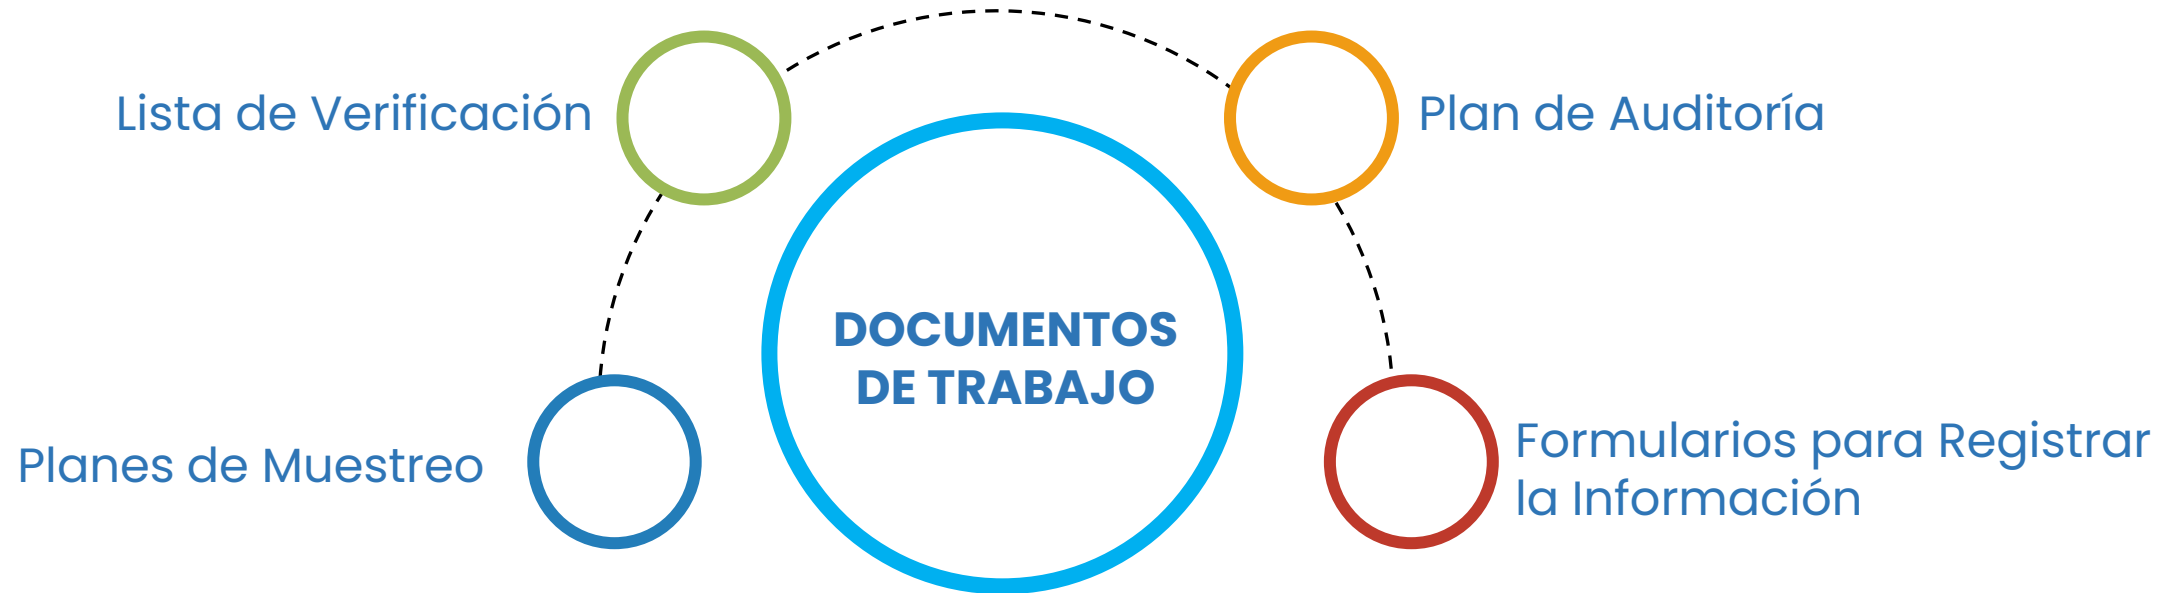 Lista de Verificación
Plan de Auditoría
DOCUMENTOS
DE TRABAJO
Planes de Muestreo
Formularios para Registrar
la Información